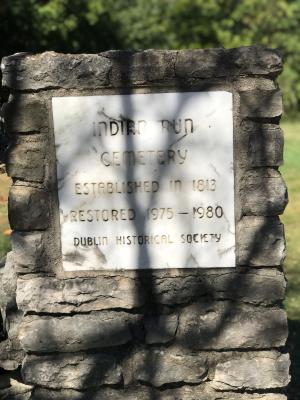 INDIAN RUN
CEMETERY
ESTABLISHED IN 1813
RESTORED 1975-1980
DUBLIN HISTORICAL SOCIETY